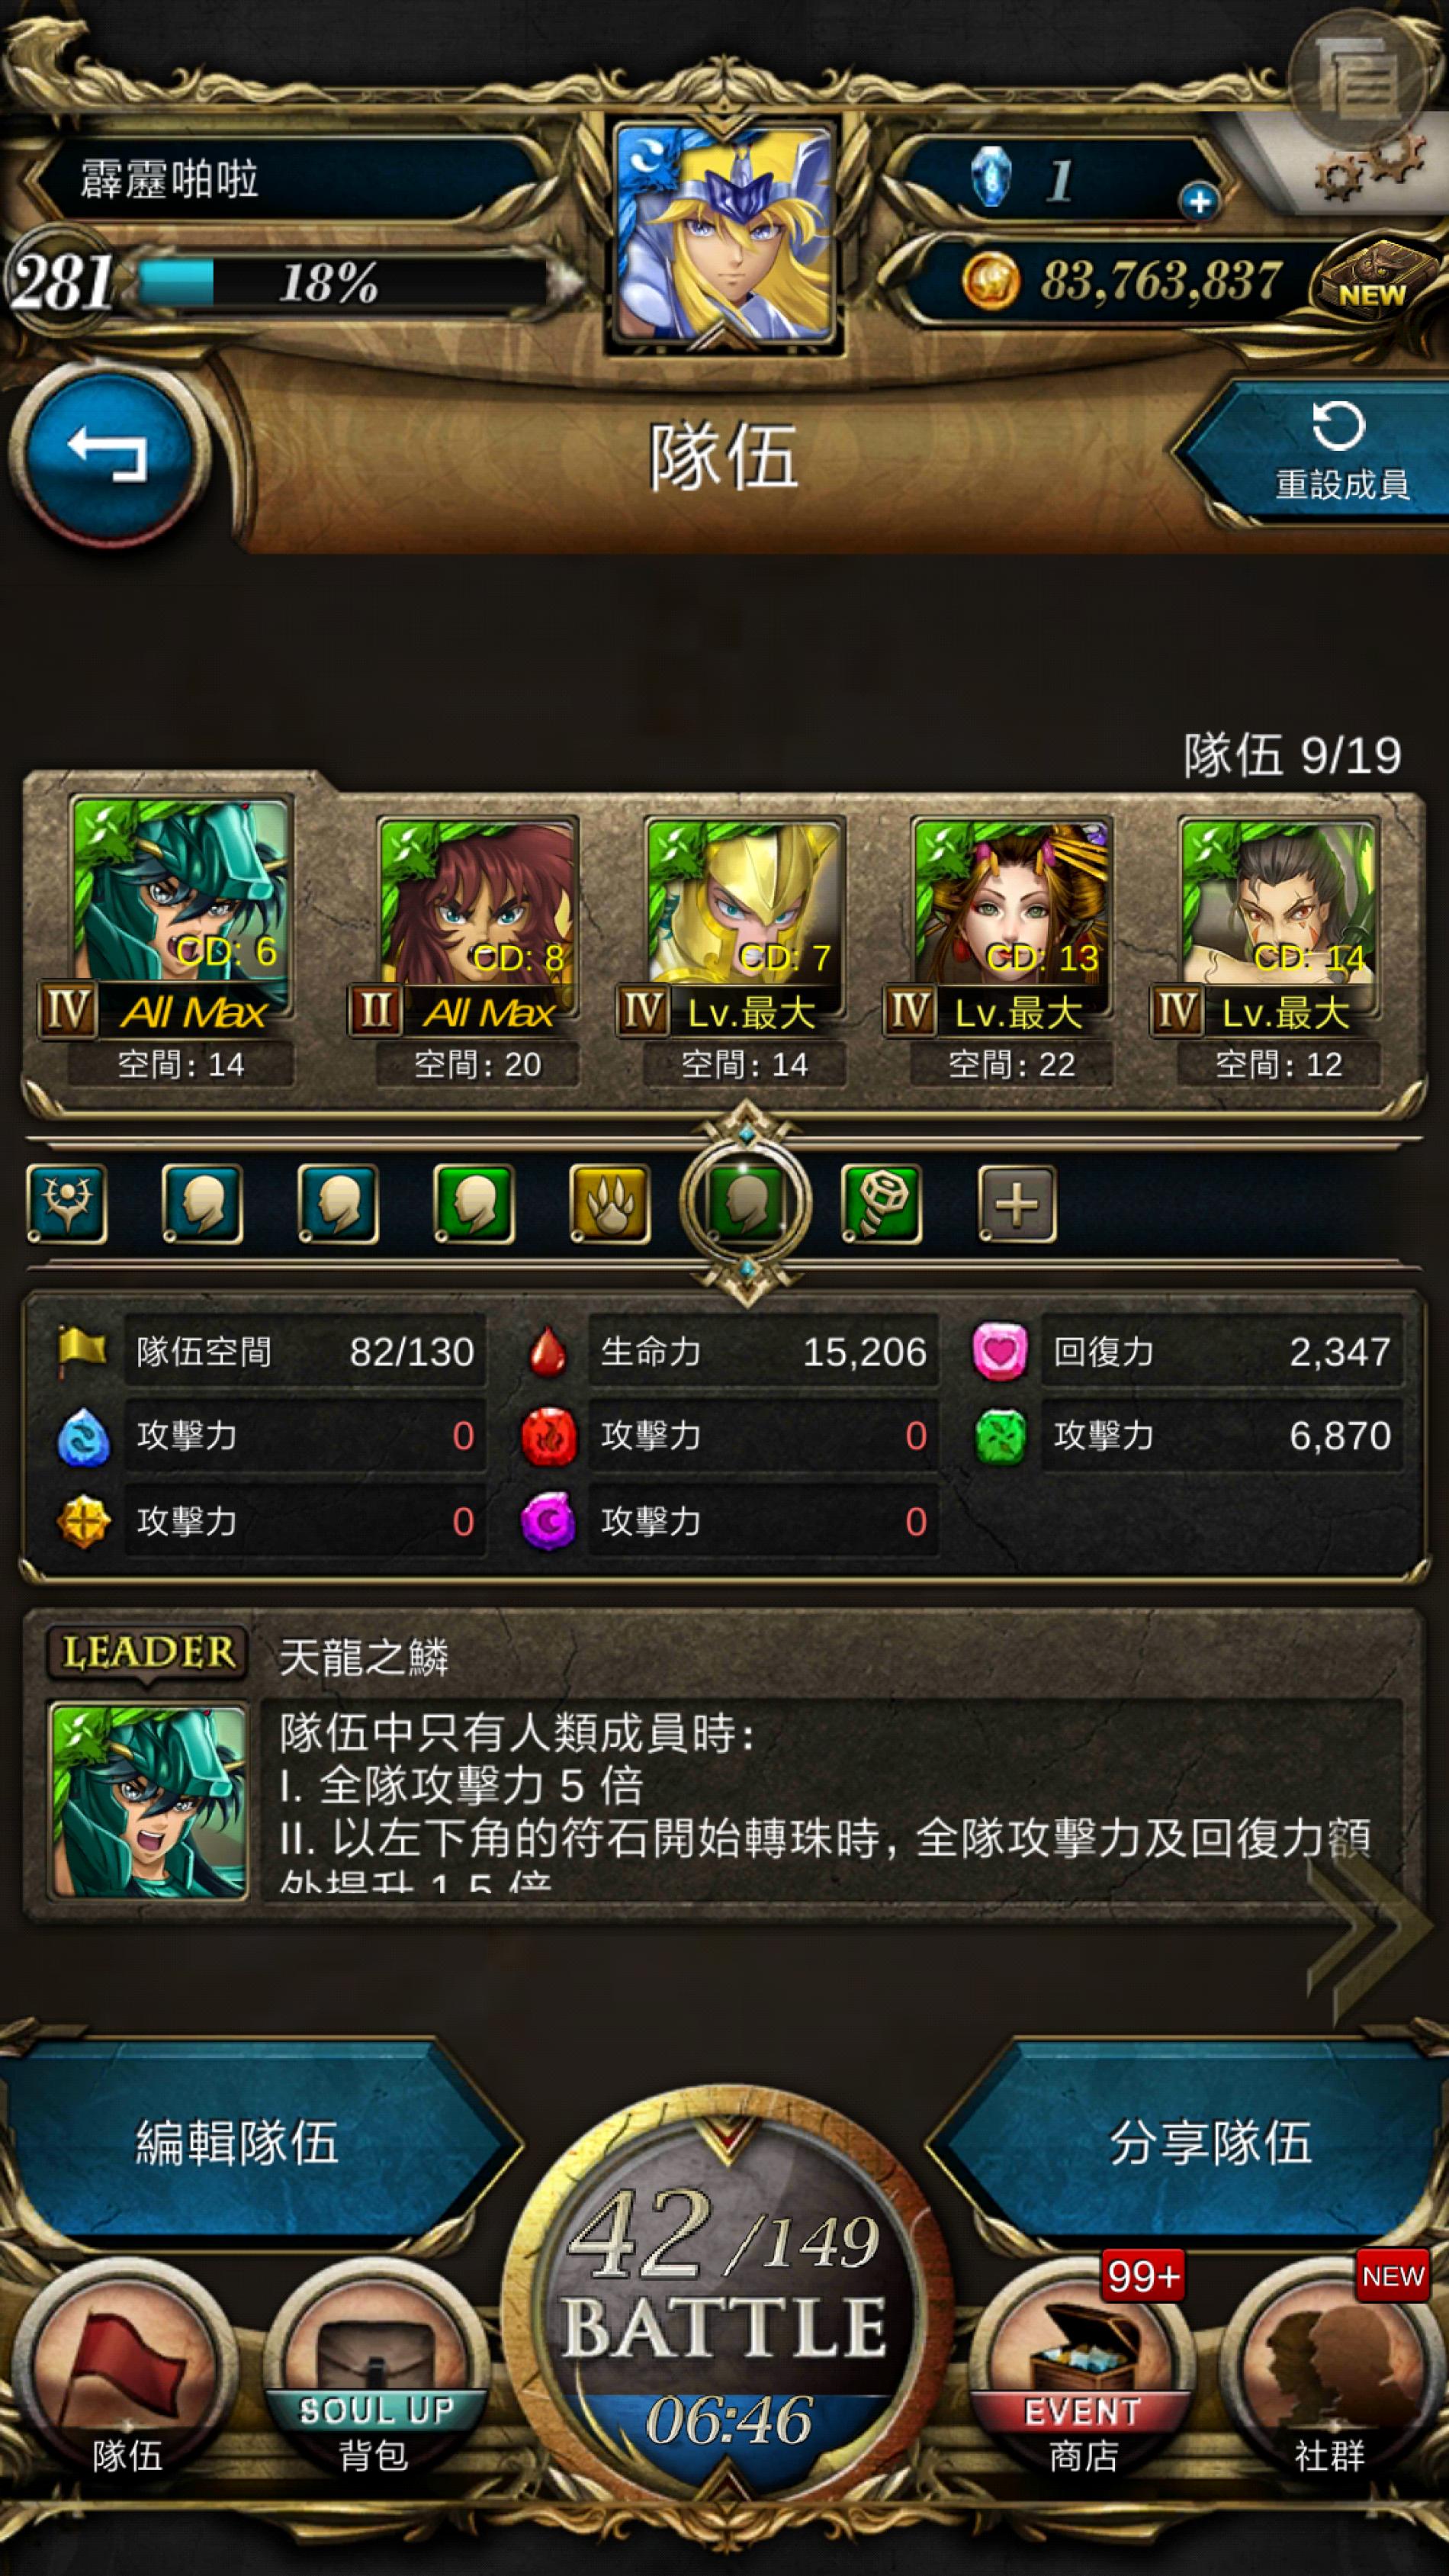 霹靂啪啦
1
281
18%
83,763,837
NEW
隊伍
重設成員
隊伍 9/19
CD: 6
CD: 8
CD: 7
CD: 13
CD: 14
IV All Max
II All Max
IV Lv.最大
IV Lv.最大
IV Lv.最大
空間: 14
空間: 20
空間: 14
空間: 22
空間: 12
隊伍空間 82/130
生命力 15,206
回復力 2,347
攻擊力 0
攻擊力 0
攻擊力 6,870
攻擊力 0
攻擊力 0
LEADER
天龍之鱗
隊伍中只有人類成員時:
I. 全隊攻擊力 5 倍
II. 以左下角的符石開始轉珠時, 全隊攻擊力及回復力額
外提升 1.5 倍
編輯隊伍
分享隊伍
42/149
BATTLE
06:46
隊伍
SOUL UP
背包
99+
EVENT
商店
NEW
社群